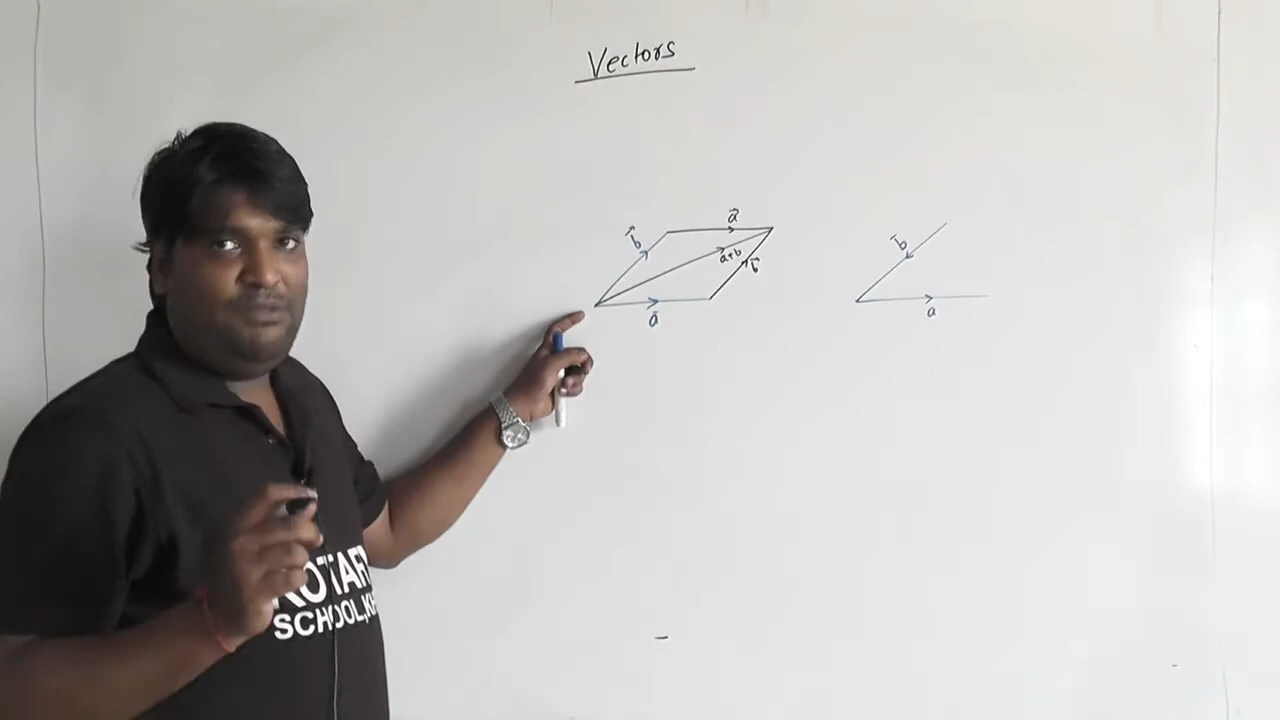 Vectors
b⃗
a⃗
a+b
b⃗
a⃗
b⃗
a
ROTARY
SCHOOL,KH